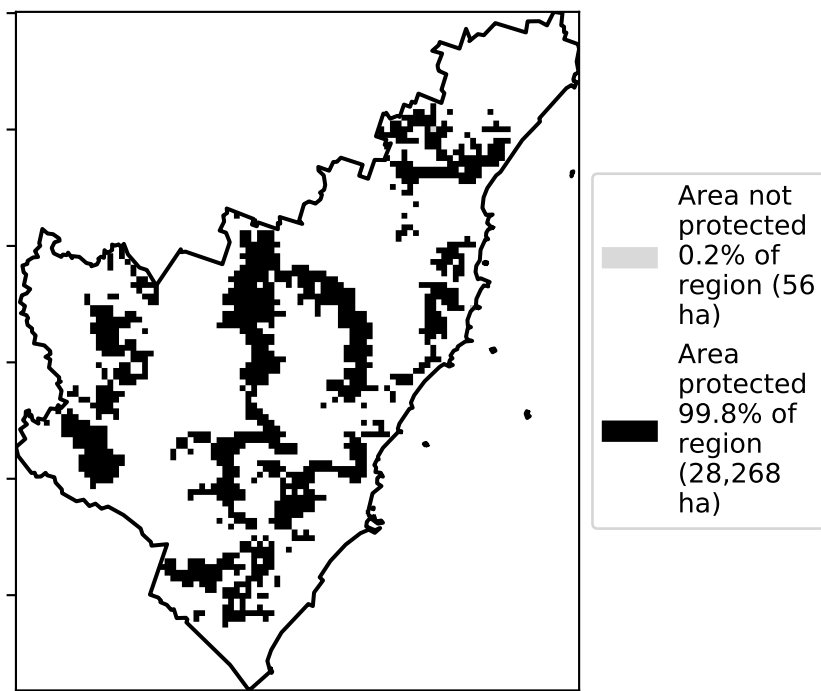 Area not
protected
0.2% of
region (56
ha)
Area
protected
99.8% of
region
(28,268
ha)